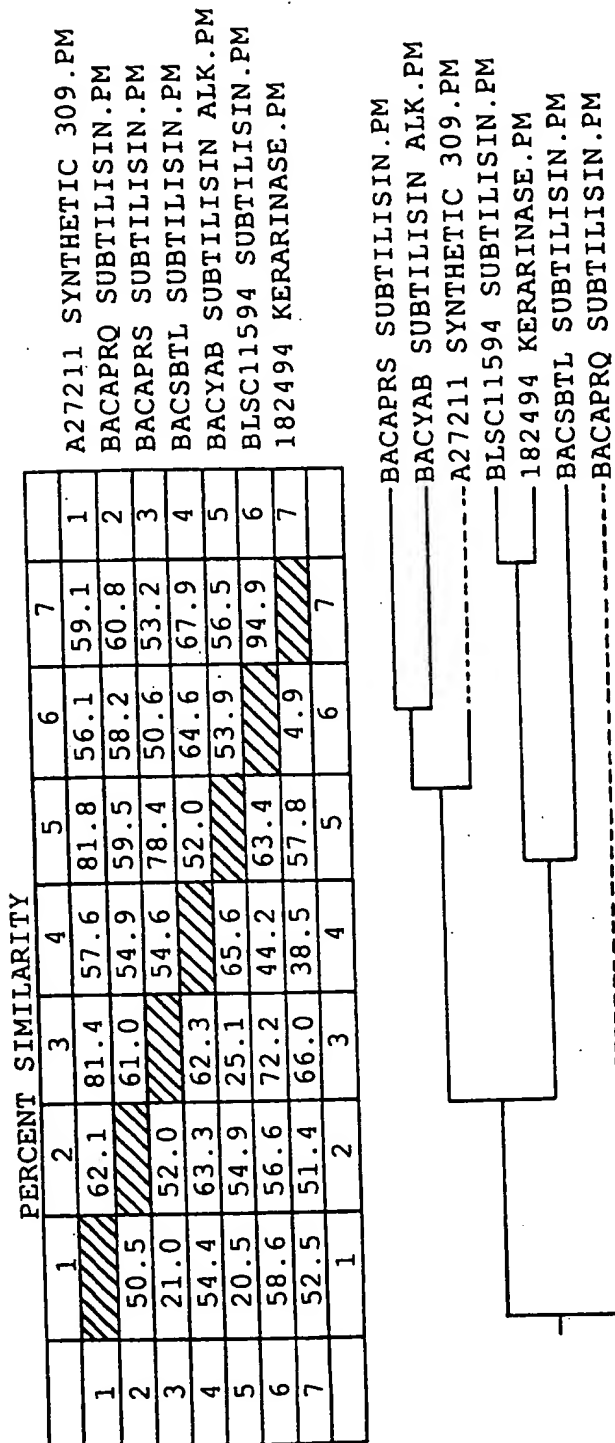 PERCENT SIMILARITY
1 2 3 4 5 6 7
1 62.1 81.4 57.6 81.8 56.1 59.1 1 A27211 SYNTHETIC 309.PM
2 50.5 61.0 54.9 59.5 58.2 60.8 2 BACAPRQ SUBTILISIN.PM
3 21.0 52.0 54.6 78.4 50.6 53.2 3 BACAPRS SUBTILISIN.PM
4 54.4 63.3 62.3 52.0 64.6 67.9 4 BACSBTL SUBTILISIN.PM
5 20.5 54.9 25.1 65.6 53.9 56.5 5 BACYAB SUBTILISIN ALK.PM
6 58.6 56.6 72.2 44.2 63.4 94.9 6 BLSC11594 SUBTILISIN.PM
7 52.5 51.4 66.0 38.5 57.8 4.9 7 182494 KERARINASE.PM
1 2 3 4 5 6 7
BACAPRS SUBTILISIN.PM
BACYAB SUBTILISIN ALK.PM
A27211 SYNTHETIC 309.PM
BLSC11594 SUBTILISIN.PM
182494 KERARINASE.PM
BACSBTL SUBTILISIN.PM
BACAPRQ SUBTILISIN.PM